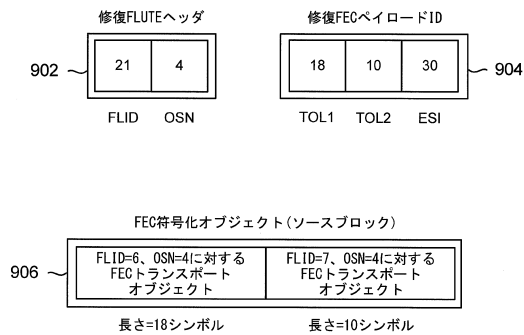 修復FLUTEヘッダ
修復FECペイロードID
902
21
4
18
10
30
904
FLID
OSN
TOL1
TOL2
ESI
FEC符号化オブジェクト(ソースブロック)
906
FLID=6、OSN=4に対する
FECトランスポート
オブジェクト
FLID=7、OSN=4に対する
FECトランスポート
オブジェクト
長さ=18シンボル
長さ=10シンボル